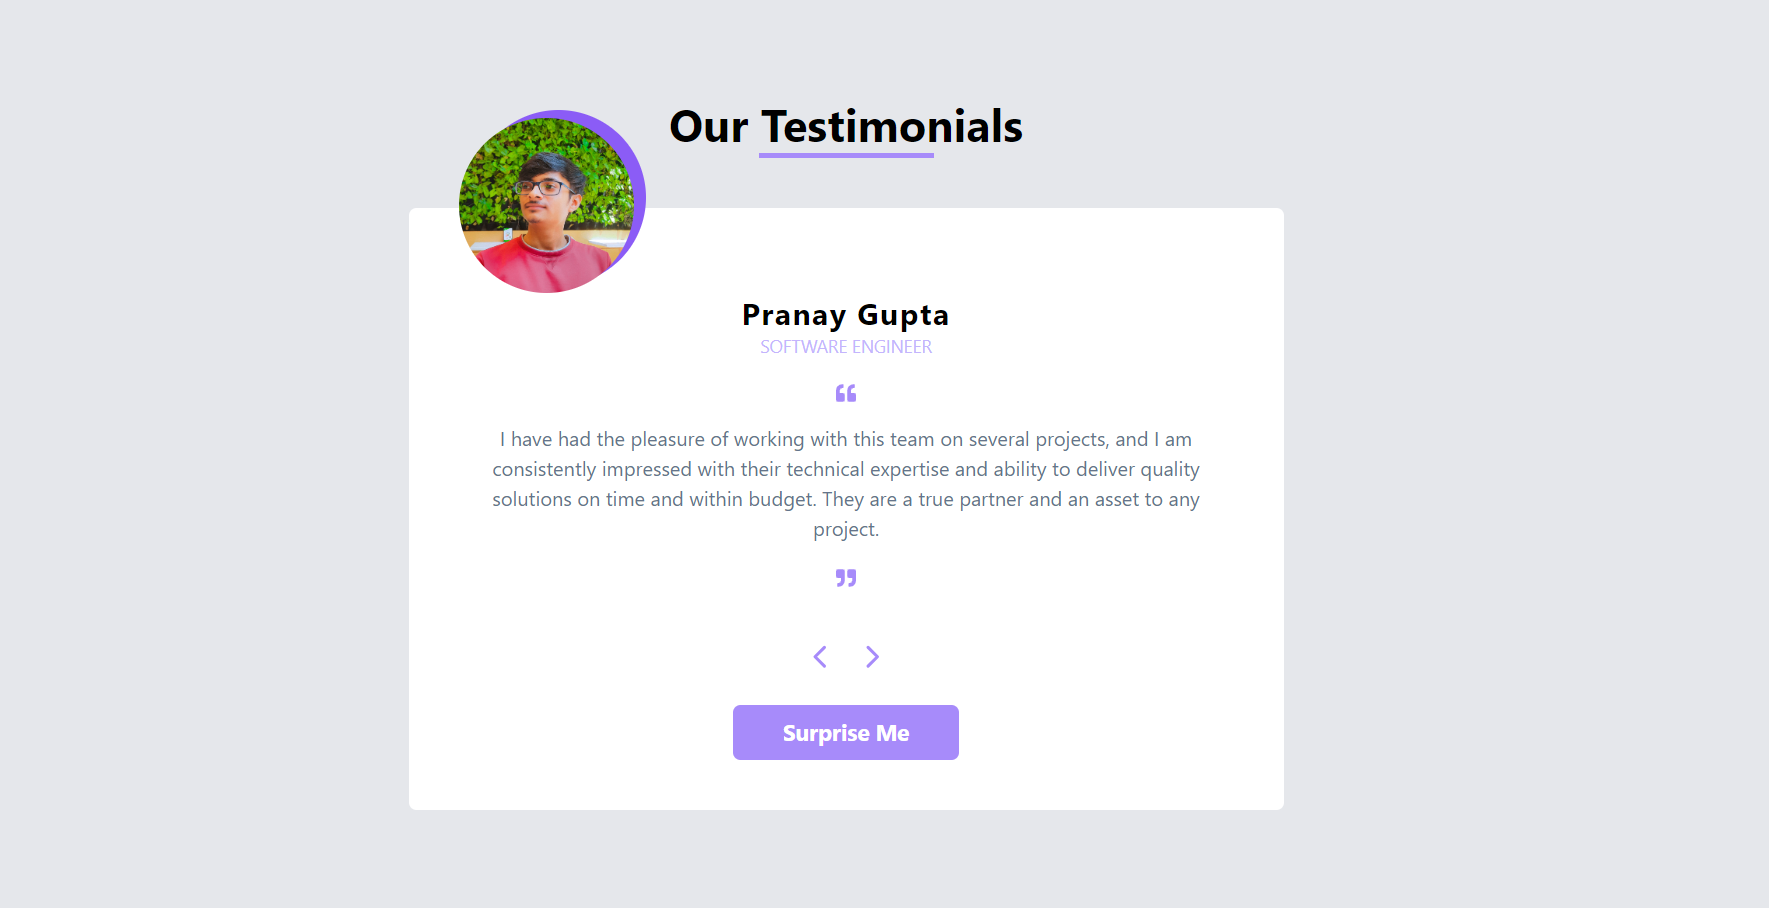 Our Testimonials
Pranay Gupta
SOFTWARE ENGINEER
❝
I have had the pleasure of working with this team on several projects, and I am
consistently impressed with their technical expertise and ability to deliver quality
solutions on time and within budget. They are a true partner and an asset to any
project.
❞
Surprise Me